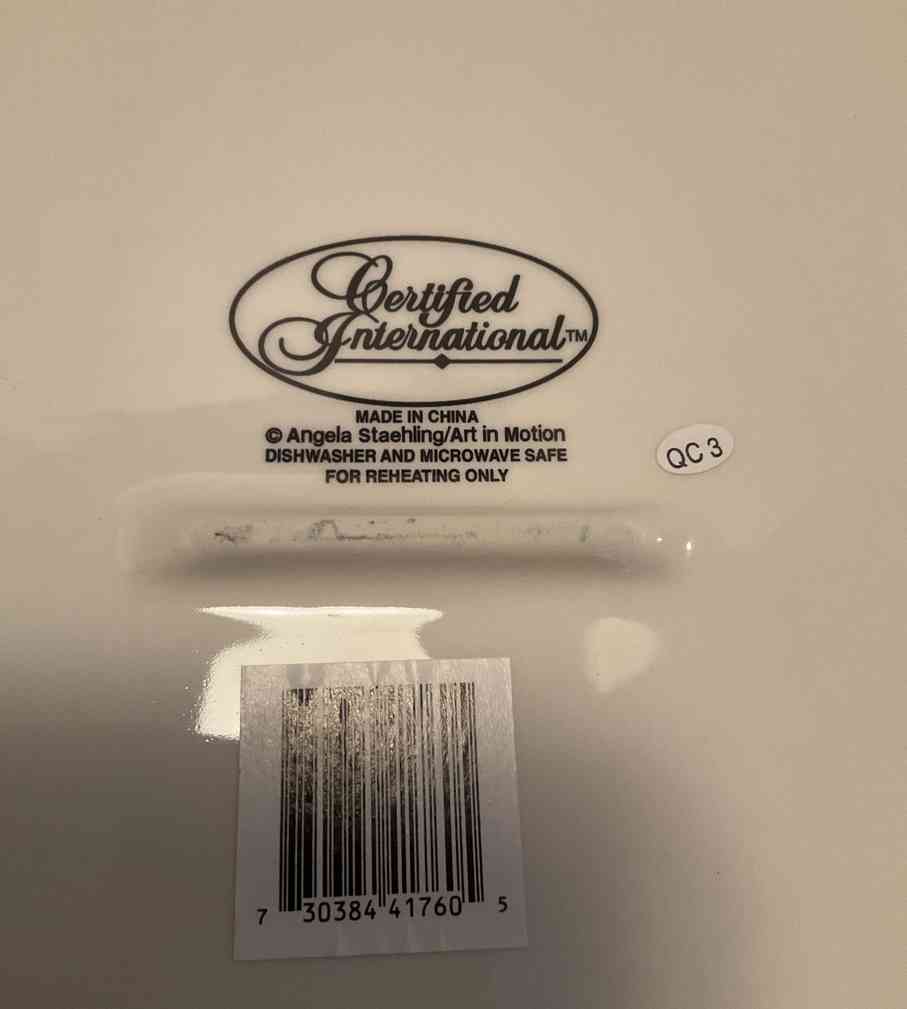 Certified
International™
MADE IN CHINA
© Angela Staehling/Art in Motion
DISHWASHER AND MICROWAVE SAFE
FOR REHEATING ONLY
QC 3
7 30384 41760 5